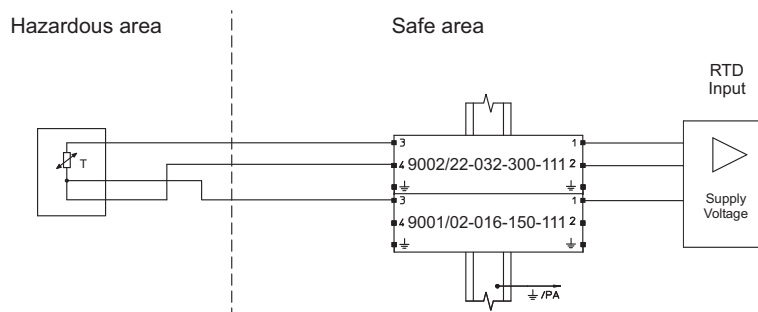 Hazardous area
Safe area
RTD
Input
3
1
T
4 9002/22-032-300-111 2
3
1
Supply
Voltage
4 9001/02-016-150-111 2
/PA